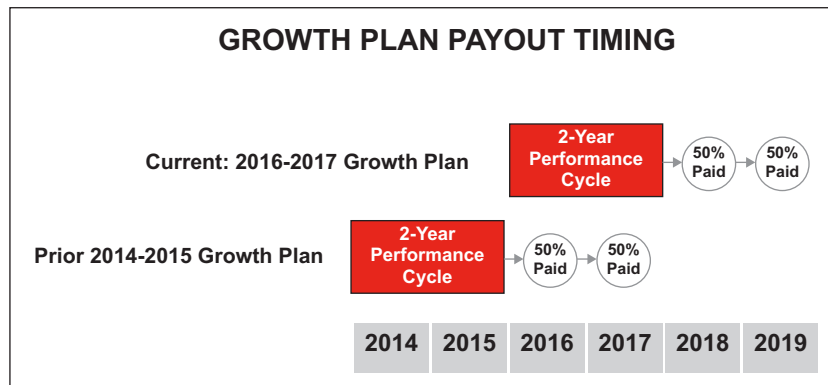 GROWTH PLAN PAYOUT TIMING
Current: 2016-2017 Growth Plan
2-Year
Performance
Cycle
50%
Paid
50%
Paid
Prior 2014-2015 Growth Plan
2-Year
Performance
Cycle
50%
Paid
50%
Paid
2014 2015 2016 2017 2018 2019